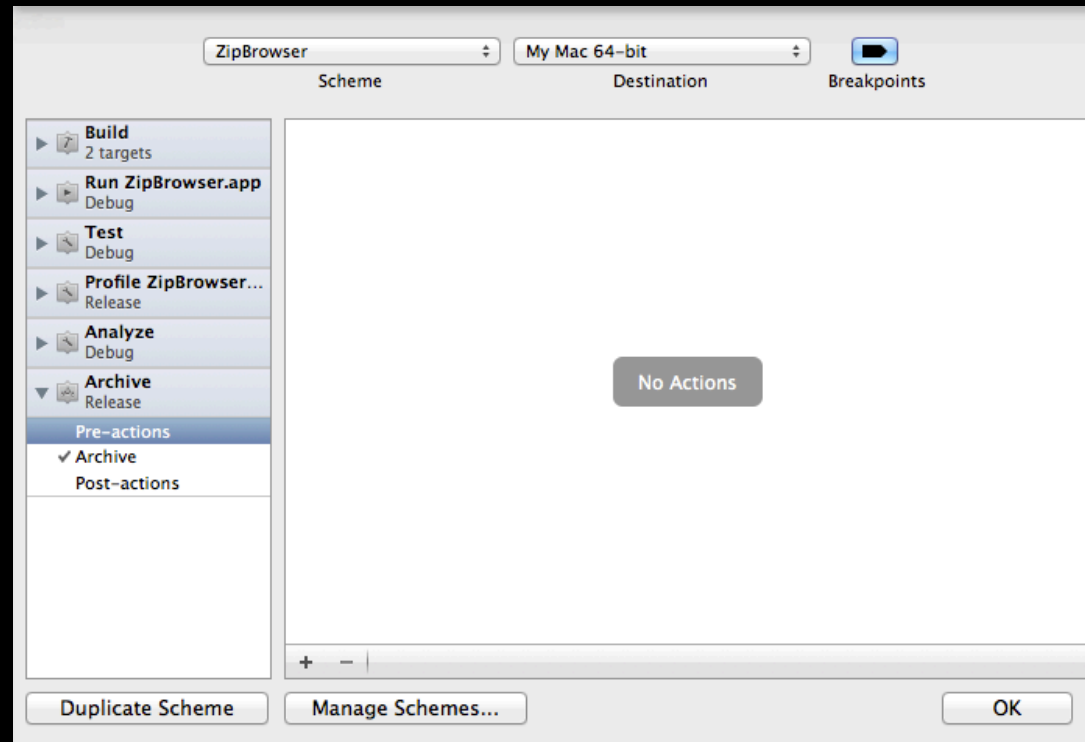 ZipBrowser
My Mac 64-bit
Scheme
Destination
Breakpoints
Build
2 targets
Run ZipBrowser.app
Debug
Test
Debug
Profile ZipBrowser...
Release
Analyze
Debug
Archive
Release
Pre-actions
Archive
Post-actions
No Actions
Duplicate Scheme
Manage Schemes...
OK